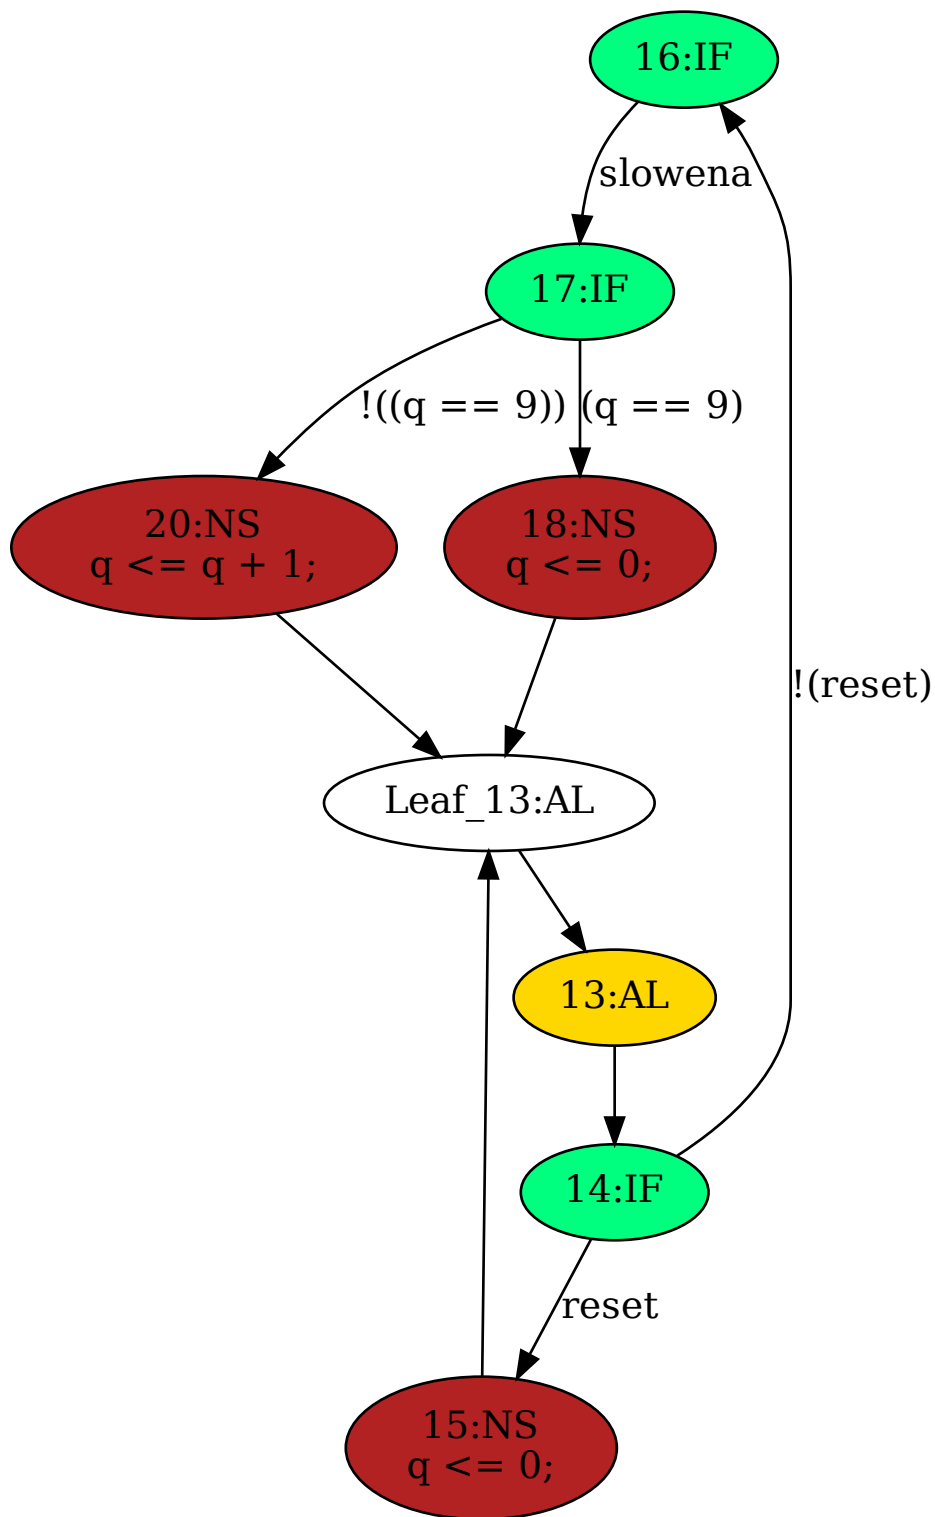 16:IF
slowena
17:IF
!((q == 9))
(q == 9)
20:NS
q <= q + 1;
18:NS
q <= 0;
!(reset)
Leaf_13:AL
13:AL
14:IF
reset
15:NS
q <= 0;